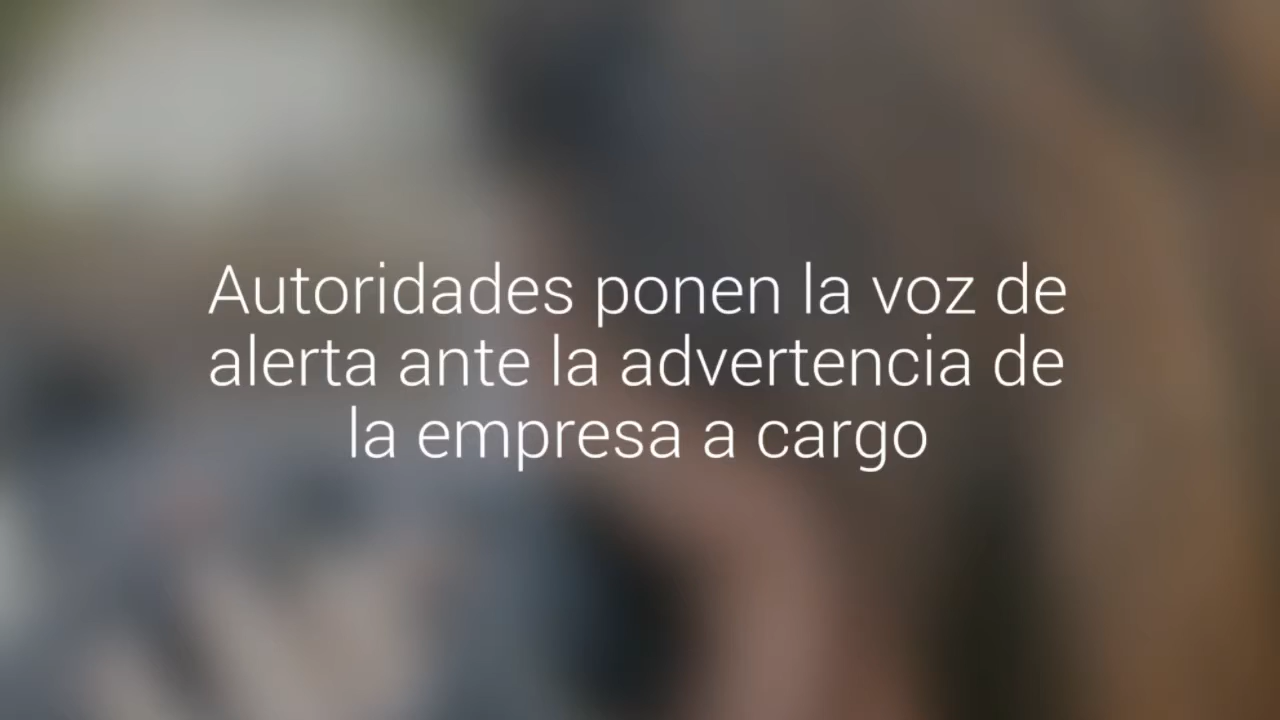 Autoridades ponen la voz de
alerta ante la advertencia de
la empresa a cargo